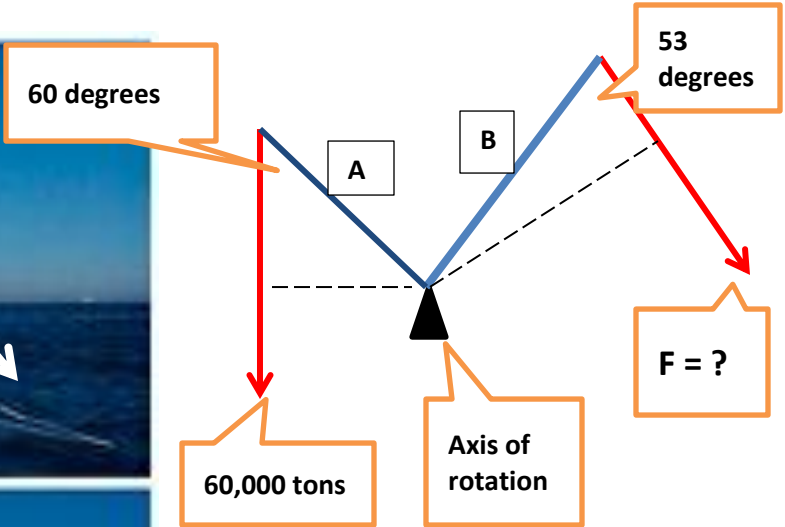 60 degrees
53
degrees
A
B
F = ?
60,000 tons
Axis of
rotation